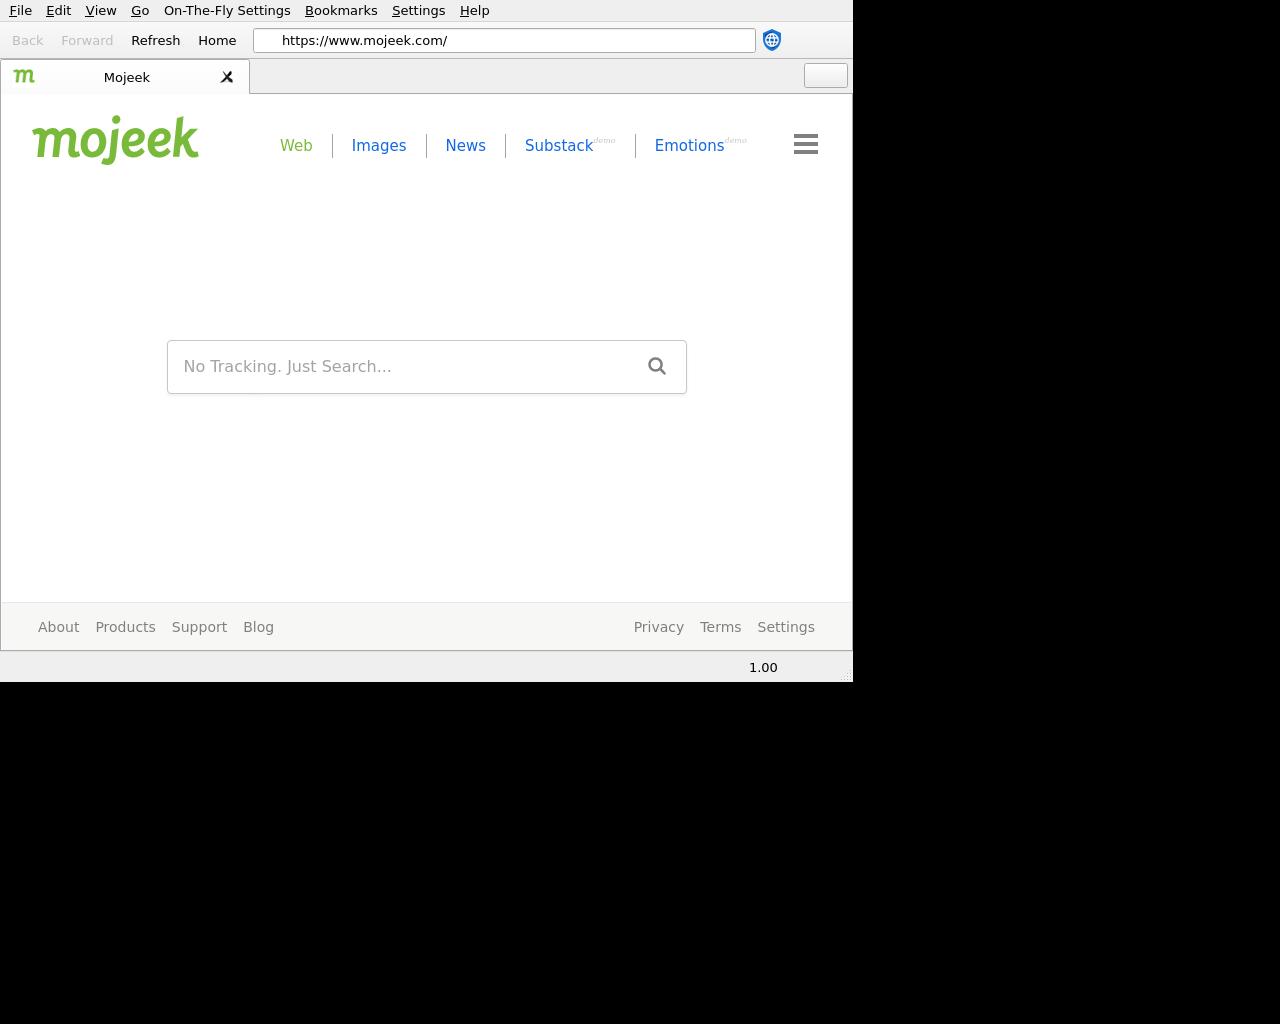 File Edit View Go On-The-Fly Settings Bookmarks Settings Help
Back Forward Refresh Home https://www.mojeek.com/
m Mojeek
mojeek Web Images News Substack demo Emotions demo
No Tracking. Just Search...
About Products Support Blog Privacy Terms Settings
1.00